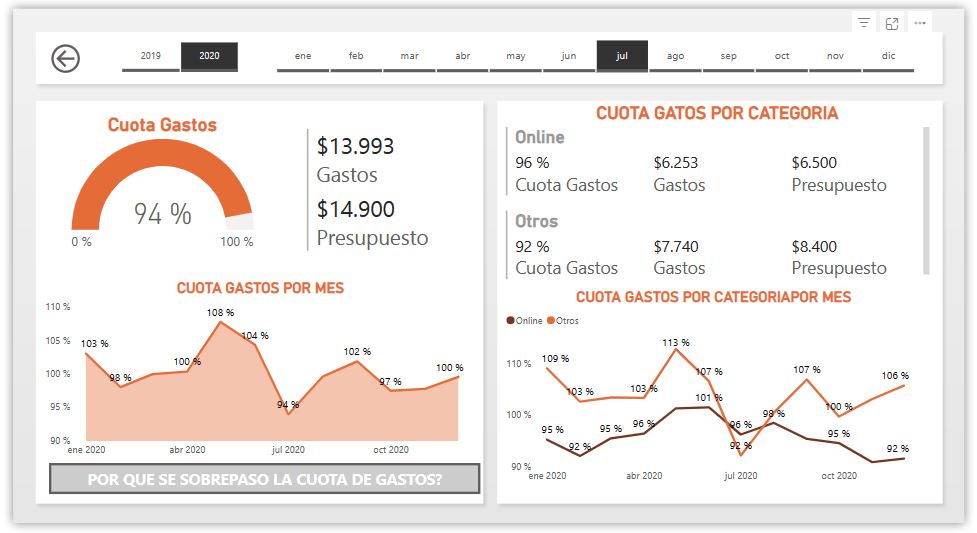 2019 2020 ene feb mar abr may jun jul ago sep oct nov dic
Cuota Gastos
94 %
0 % 100 %
$13.993
Gastos
$14.900
Presupuesto
CUOTA GASTOS POR MES
110 %
105 %
100 %
95 %
90 %
103 %
98 %
100 %
108 %
104 %
94 %
102 %
97 %
100 %
ene 2020 abr 2020 jul 2020 oct 2020
POR QUE SE SOBREPASO LA CUOTA DE GASTOS?
CUOTA GATOS POR CATEGORIA
Online
96 % $6.253 $6.500
Cuota Gastos Gastos Presupuesto
Otros
92 % $7.740 $8.400
Cuota Gastos Gastos Presupuesto
CUOTA GASTOS POR CATEGORIAPOR MES
Online Otros
110 %
100 %
90 %
109 %
103 %
103 %
113 %
107 %
92 %
107 %
100 %
106 %
95 %
92 %
95 %
96 %
101 %
96 %
98 %
95 %
92 %
ene 2020 abr 2020 jul 2020 oct 2020